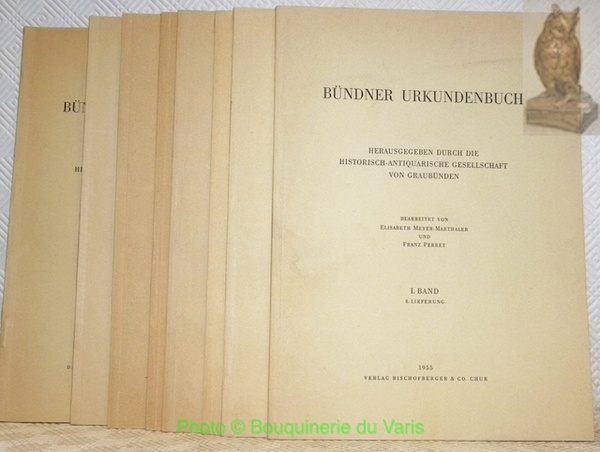 BÜNDNER URKUNDENBUCH
HERAUSGEGEBEN DURCH DIE
HISTORISCH-ANTIQUARISCHE GESELLSCHAFT
VON GRAUBÜNDEN
BEARBEITET VON
ELISABETH MEYER-MARTHALER
UND
FRANZ PERRET
I. BAND
LIEFERUNG
1955
VERLAG BISCHOFBERGER & CO. CHUR
BÜN
HE
Photo © Bouquinerie du Varis